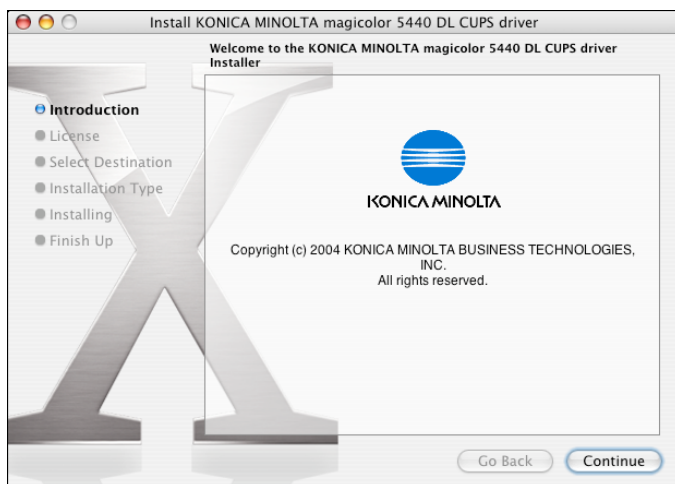 Install KONICA MINOLTA magicolor 5440 DL CUPS driver
Welcome to the KONICA MINOLTA magicolor 5440 DL CUPS driver
Installer
Introduction
License
Select Destination
Installation Type
Installing
Finish Up
KONICA MINOLTA
Copyright (c) 2004 KONICA MINOLTA BUSINESS TECHNOLOGIES,
INC.
All rights reserved.
Go Back
Continue